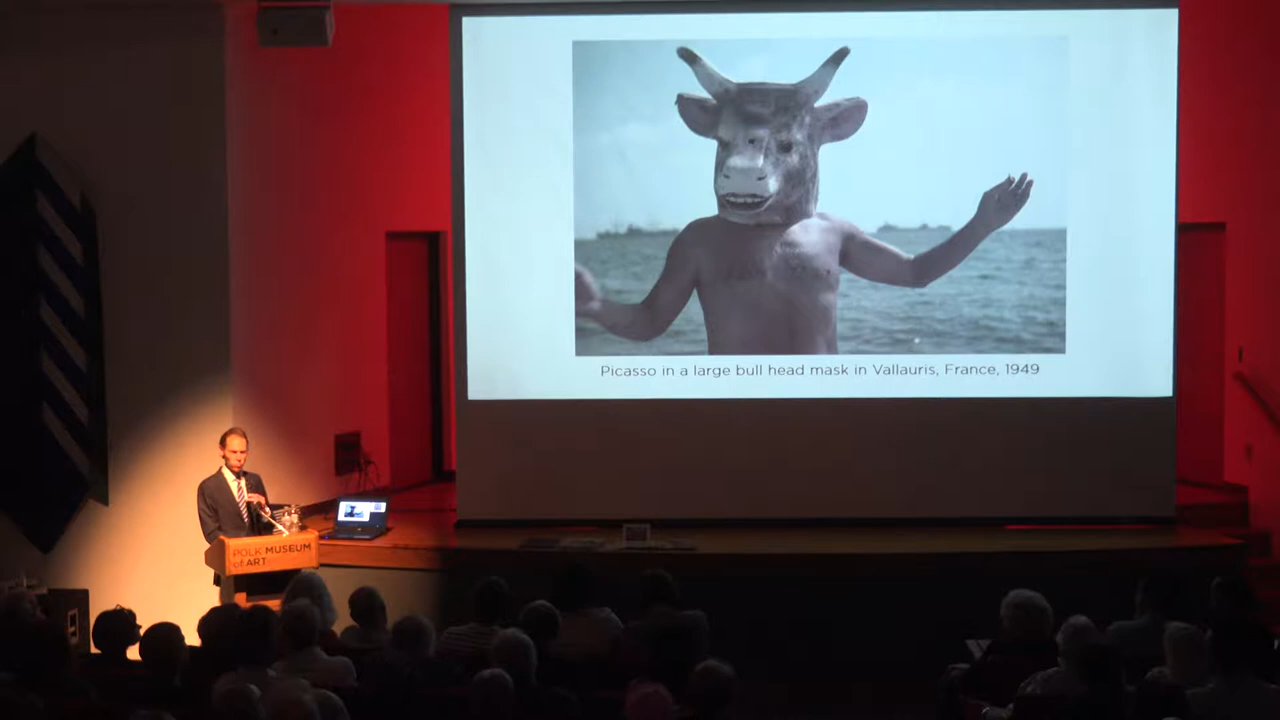 Picasso in a large bull head mask in Vallauris, France, 1949
POLK MUSEUM
of ART